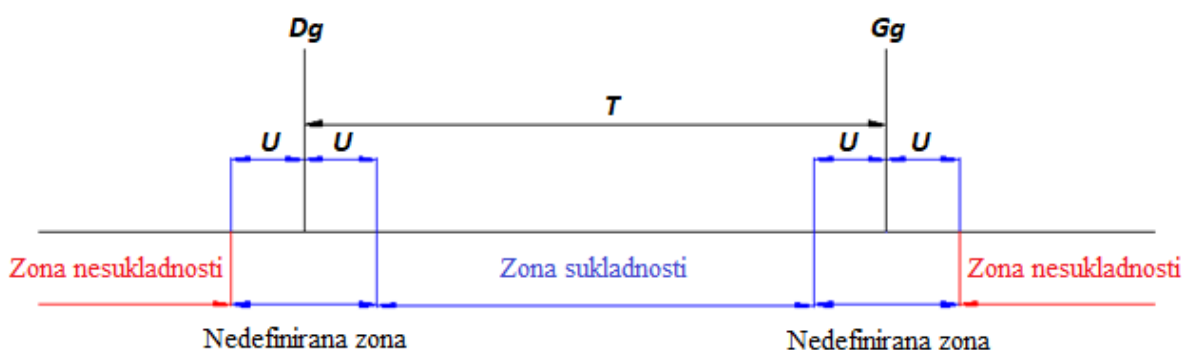 Dg Gg
T
U U U U
Zona nesukladnosti Zona sukladnosti Zona nesukladnosti
Nedefinirana zona Nedefinirana zona